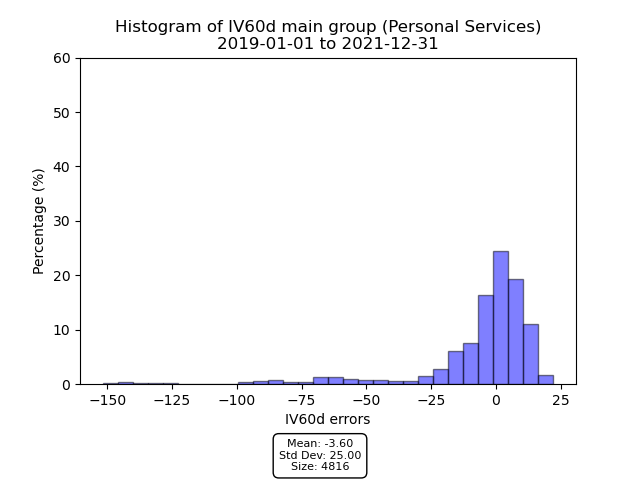 Histogram of IV60d main group (Personal Services)
2019-01-01 to 2021-12-31
60
50
40
30
20
10
0
Percentage (%)
−150
−125
−100
−75
−50
−25
0
25
IV60d errors
Mean: -3.60
Std Dev: 25.00
Size: 4816